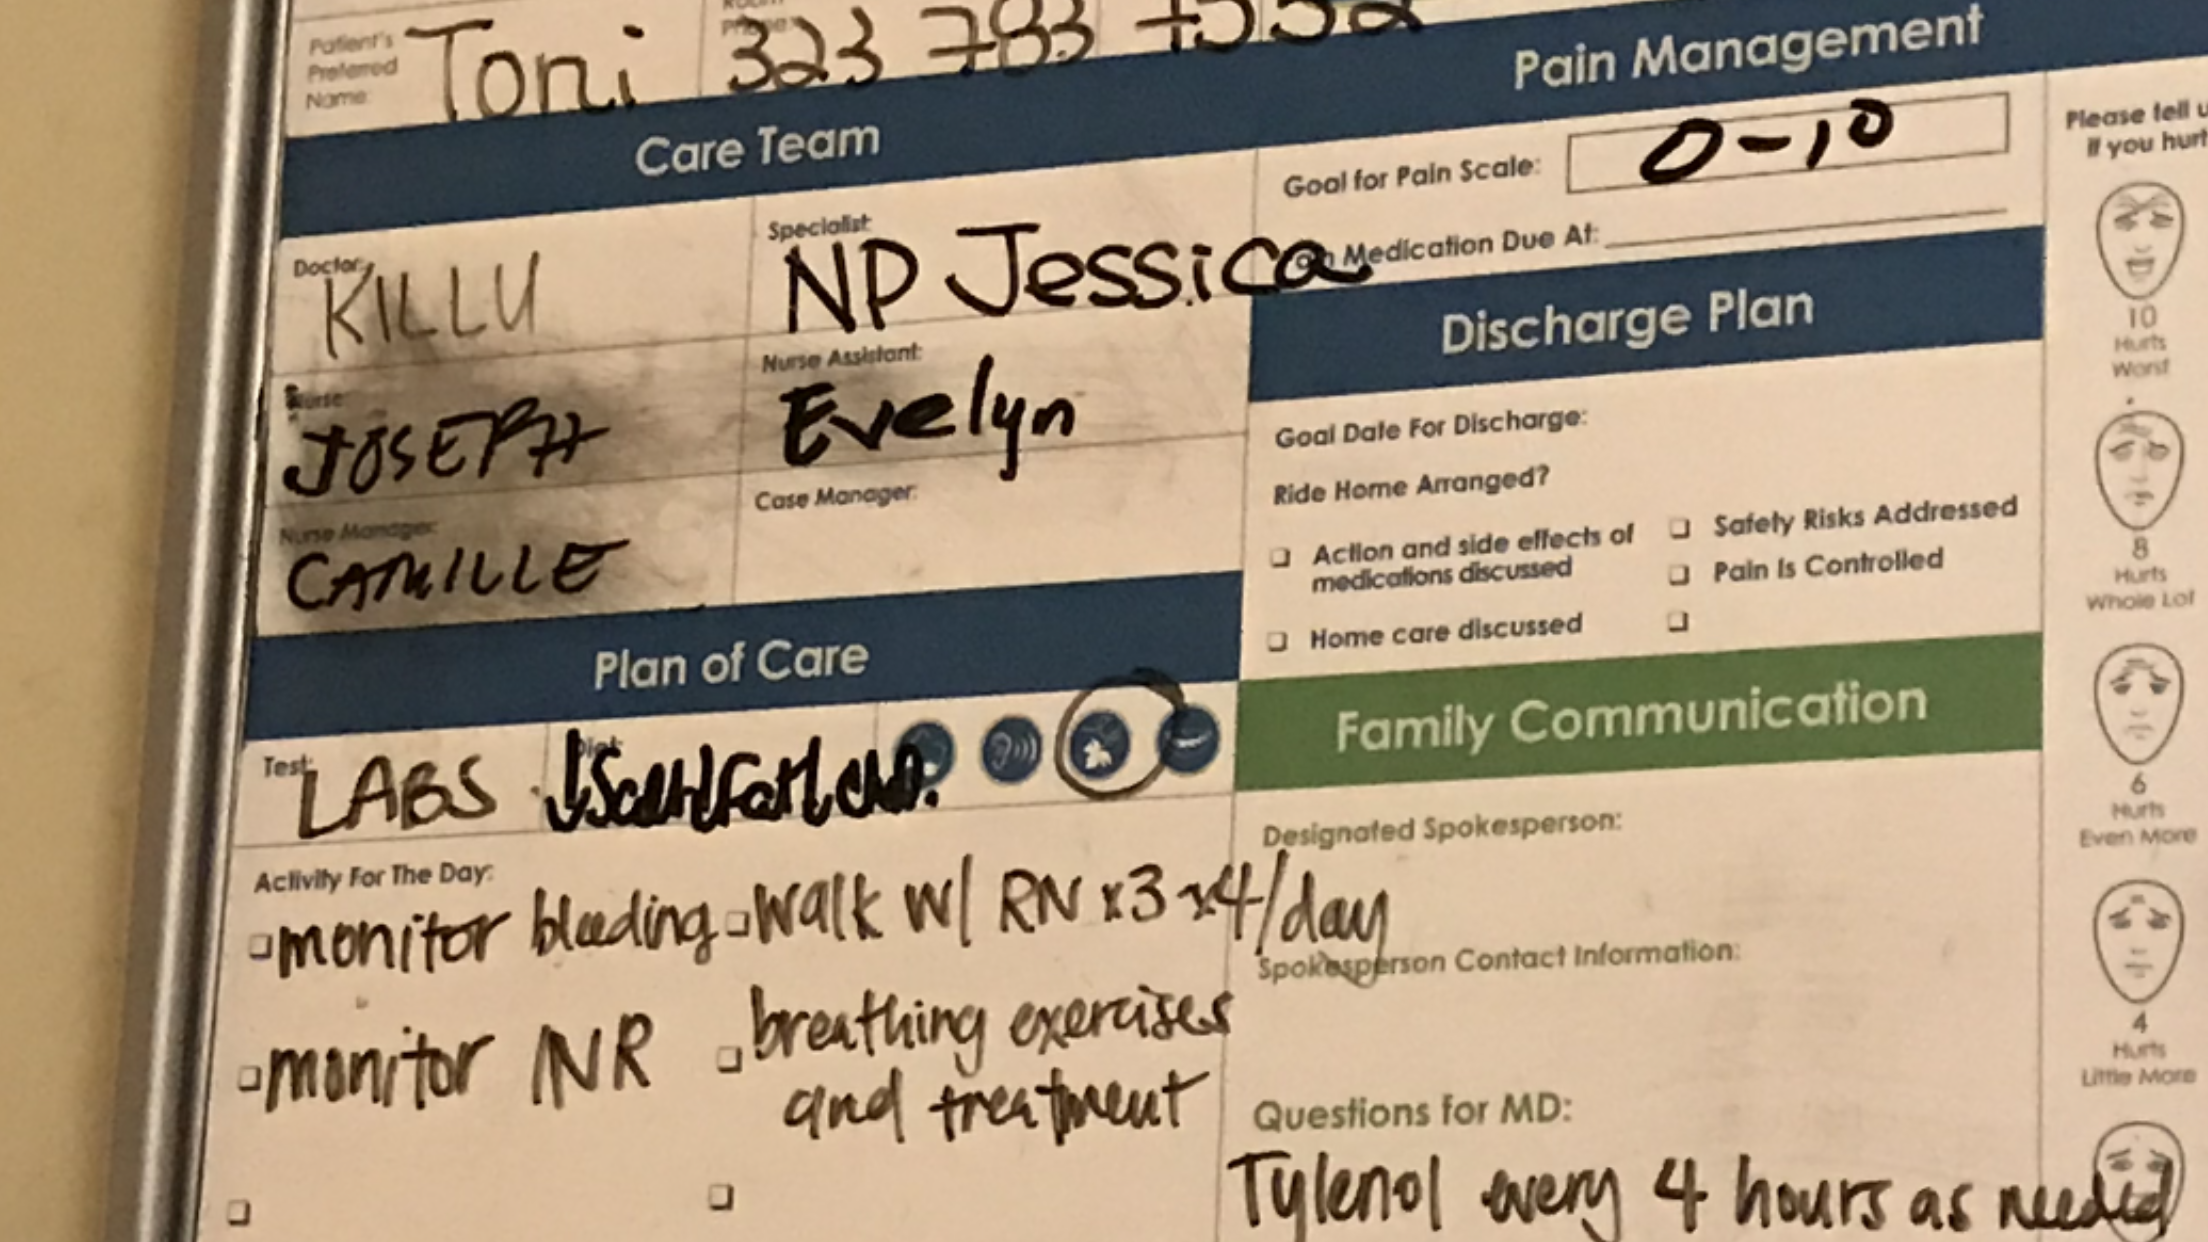 Patient's
Preferred
Name:
Toni
323 783 7552
Care Team
Doctor:
KILLU
Specialist:
NP Jessica
Nurse:
JOSEPH
Nurse Assistant:
Evelyn
Nurse Manager:
CAMILLE
Case Manager:
Pain Management
Goal for Pain Scale:
0-10
Medication Due At:
Discharge Plan
Goal Date For Discharge:
Ride Home Arranged?
Action and side effects of
medications discussed
Safety Risks Addressed
Pain Is Controlled
Home care discussed
Plan of Care
Test:
LABS
Diet:
Activity For The Day:
monitor bleeding
walk w/ RN x3 x4/day
monitor INR
breathing exercises
and treatment
Family Communication
Designated Spokesperson:
Spokesperson Contact Information:
Questions for MD:
Tylenol every 4 hours as needed
Please tell
if you hurt
10
Hurts
Worst
8
Hurts
Whole Lot
6
Hurts
Even More
4
Hurts
Little More